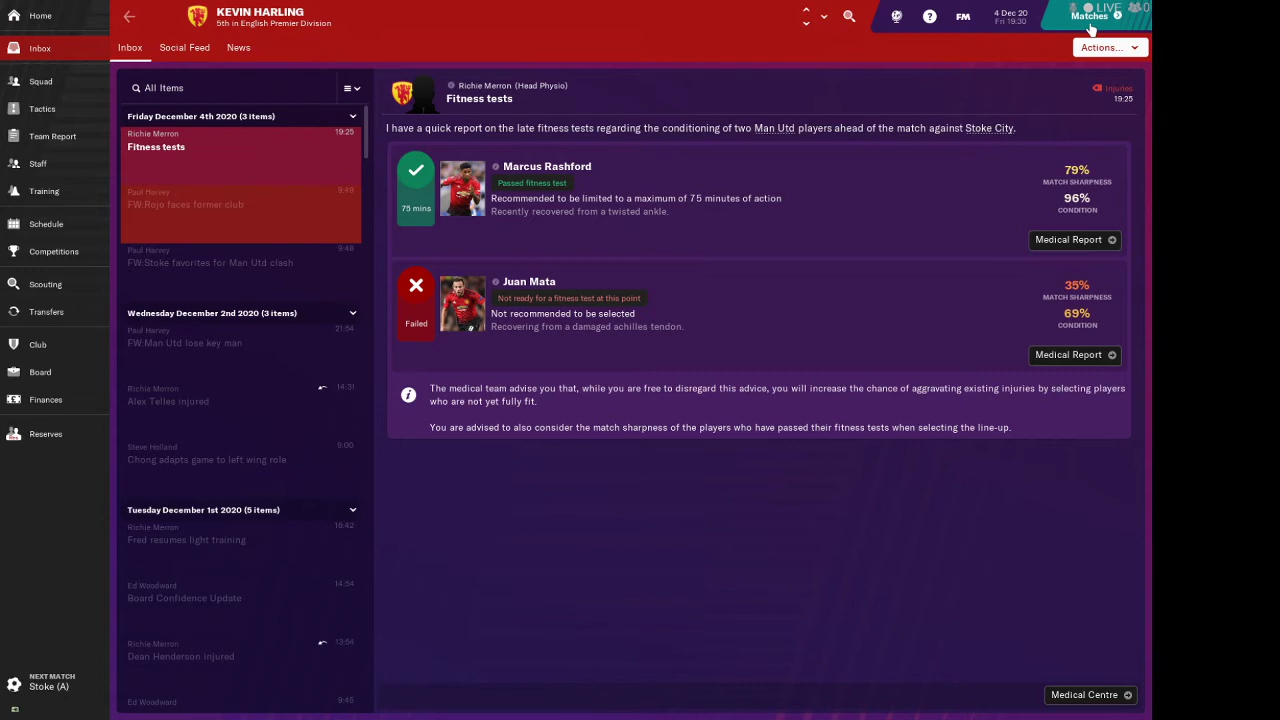 Home
KEVIN HARLING
5th in English Premier Division
4 Dec 20
Fri 19:30
FM
LIVE
0
Matches
Inbox
Inbox
Social Feed
News
Actions...
Squad
Tactics
Team Report
Staff
Training
Schedule
Competitions
Scouting
Transfers
Club
Board
Finances
Reserves
NEXT MATCH
Stoke (A)
All Items
Friday December 4th 2020 (3 items)
Richie Merron 19:25
Fitness tests
Paul Harvey 9:49
FW:Rojo faces former club
Paul Harvey 9:48
FW:Stoke favorites for Man Utd clash
Wednesday December 2nd 2020 (3 items)
Paul Harvey 21:54
FW:Man Utd lose key man
Richie Merron 14:31
Alex Telles injured
Steve Holland 9:00
Chong adapts game to left wing role
Tuesday December 1st 2020 (5 items)
Richie Merron 16:42
Fred resumes light training
Ed Woodward 14:54
Board Confidence Update
Richie Merron 13:54
Dean Henderson injured
Ed Woodward 9:45
Richie Merron (Head Physio)
Fitness tests
Injuries
19:25
I have a quick report on the late fitness tests regarding the conditioning of two Man Utd players ahead of the match against Stoke City.
75 mins
Marcus Rashford
Passed fitness test
Recommended to be limited to a maximum of 75 minutes of action
Recently recovered from a twisted ankle.
79%
MATCH SHARPNESS
96%
CONDITION
Medical Report
Failed
Juan Mata
Not ready for a fitness test at this point
Not recommended to be selected
Recovering from a damaged achilles tendon.
35%
MATCH SHARPNESS
69%
CONDITION
Medical Report
The medical team advise you that, while you are free to disregard this advice, you will increase the chance of aggravating existing injuries by selecting players
who are not yet fully fit.
You are advised to also consider the match sharpness of the players who have passed their fitness tests when selecting the line-up.
Medical Centre